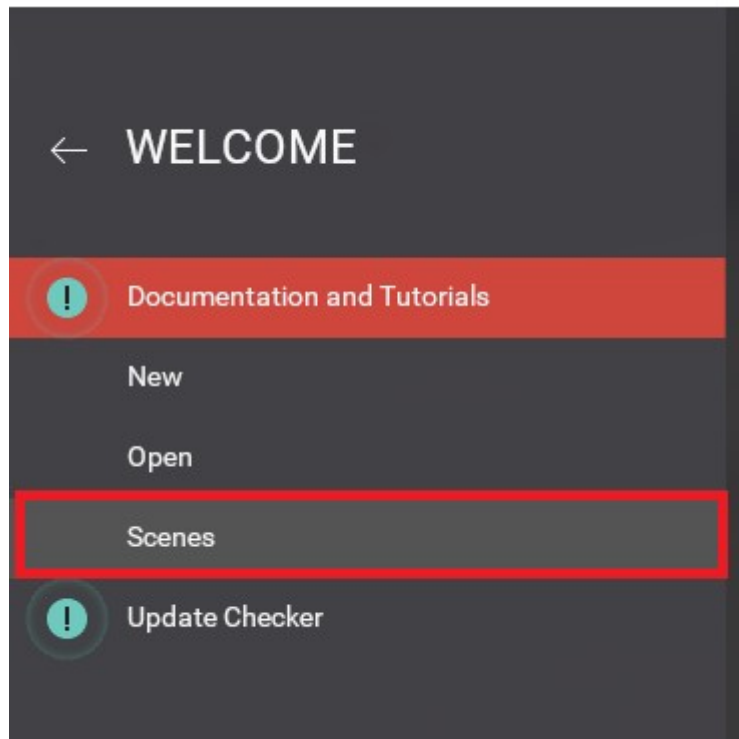 WELCOME
Documentation and Tutorials
New
Open
Scenes
Update Checker